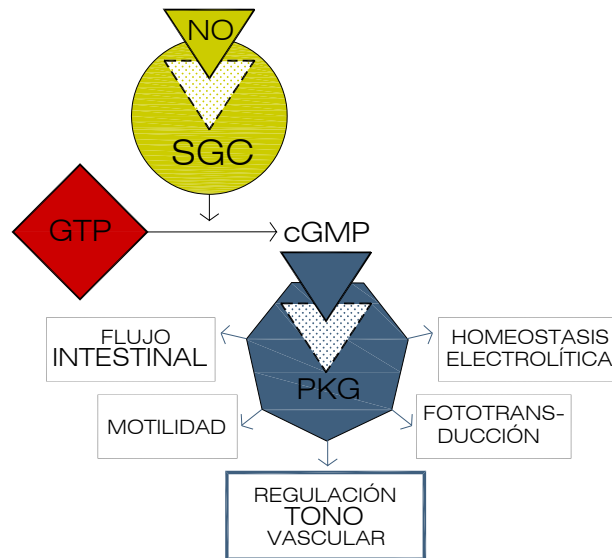 NO
SGC
GTP
cGMP
PKG
FLUJO
INTESTINAL
HOMEOSTASIS
ELECTROLÍTICA
MOTILIDAD
FOTOTRANS-
DUCCIÓN
REGULACIÓN
TONO
VASCULAR